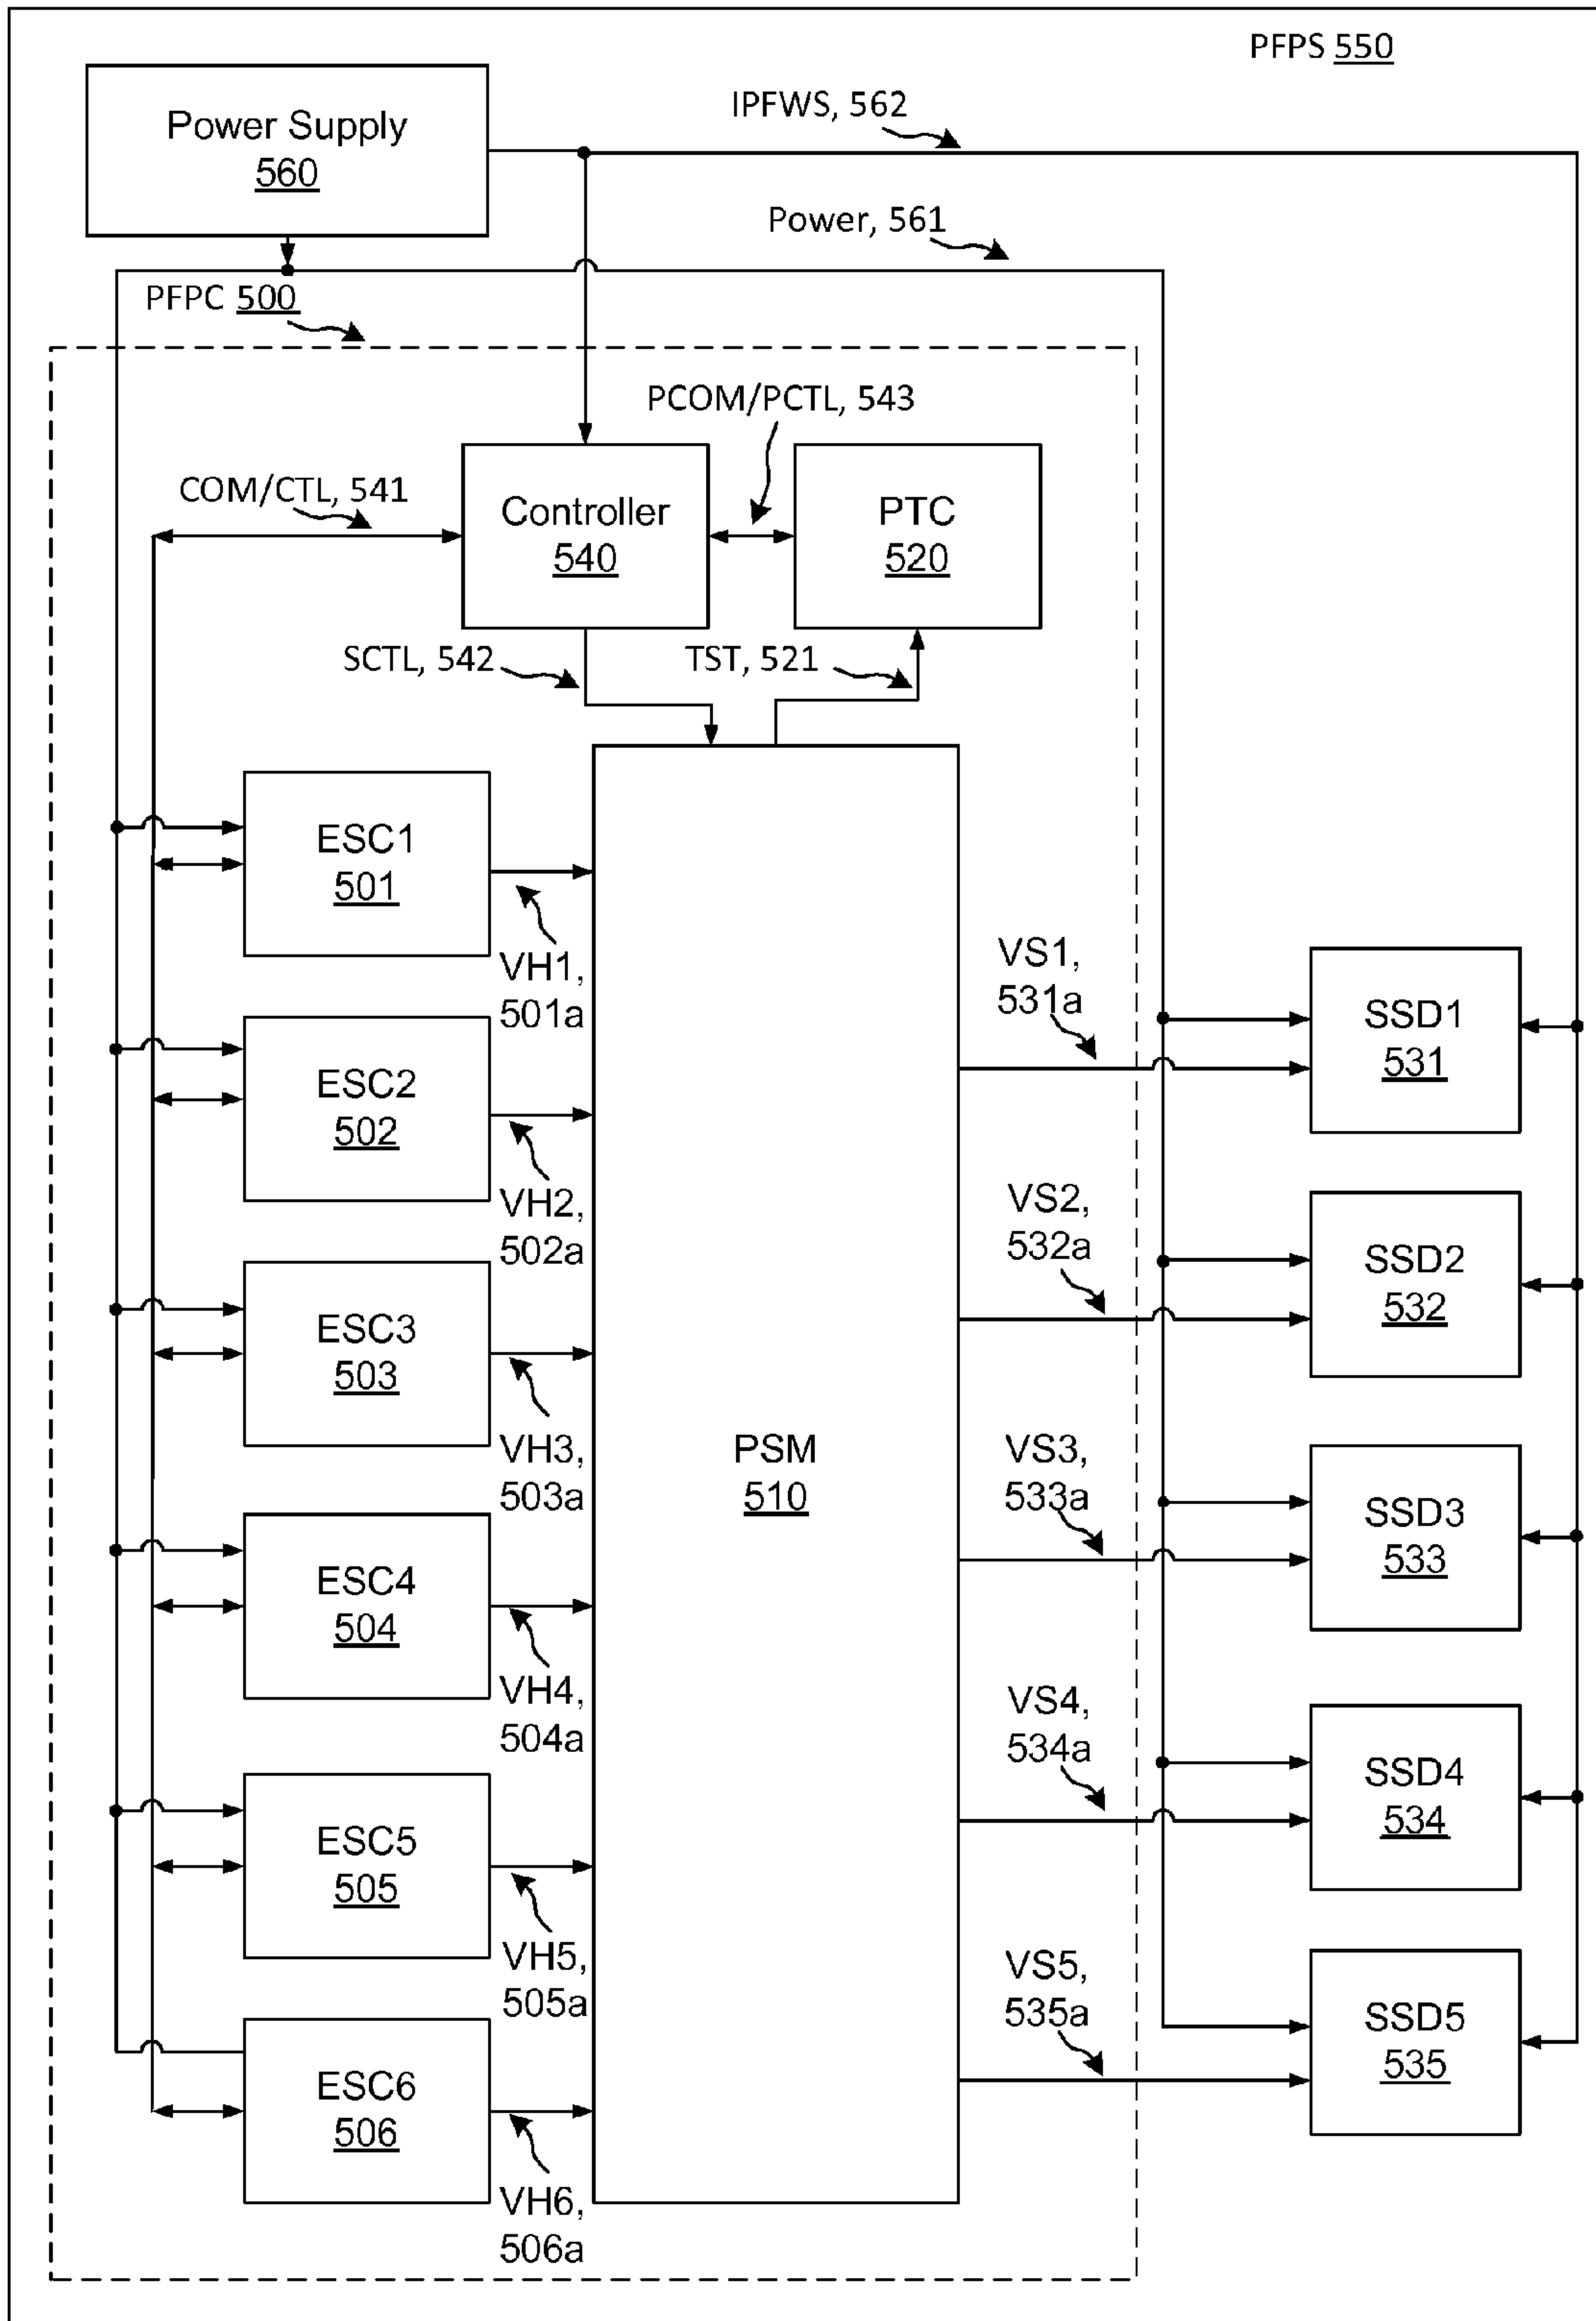 PFPS 550
Power Supply
560
IPFWS, 562
Power, 561
PFPC 500
PCOM/PCTL, 543
COM/CTL, 541
Controller
540
PTC
520
SCTL, 542
TST, 521
ESC1
501
VH1,
501a
VS1,
531a
SSD1
531
ESC2
502
VH2,
502a
VS2,
532a
SSD2
532
ESC3
503
VH3,
503a
PSM
510
VS3,
533a
SSD3
533
ESC4
504
VH4,
504a
VS4,
534a
SSD4
534
ESC5
505
VH5,
505a
VS5,
535a
SSD5
535
ESC6
506
VH6,
506a